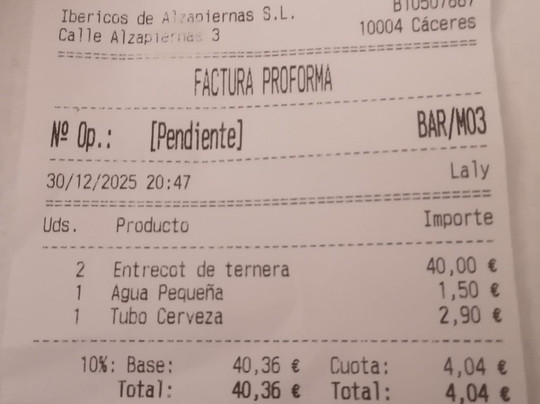 Ibericos de Alzapiernas S.L.
Calle Alzapiernas 3 10004 Cáceres
FACTURA PROFORMA
Nº Op.: [Pendiente] BAR/M03
30/12/2025 20:47 Laly
Uds. Producto Importe
2 Entrecot de ternera 40,00 €
1 Agua Pequeña 1,50 €
1 Tubo Cerveza 2,90 €
10%: Base: 40,36 € Cuota: 4,04 €
Total: 40,36 € Total: 4,04 €